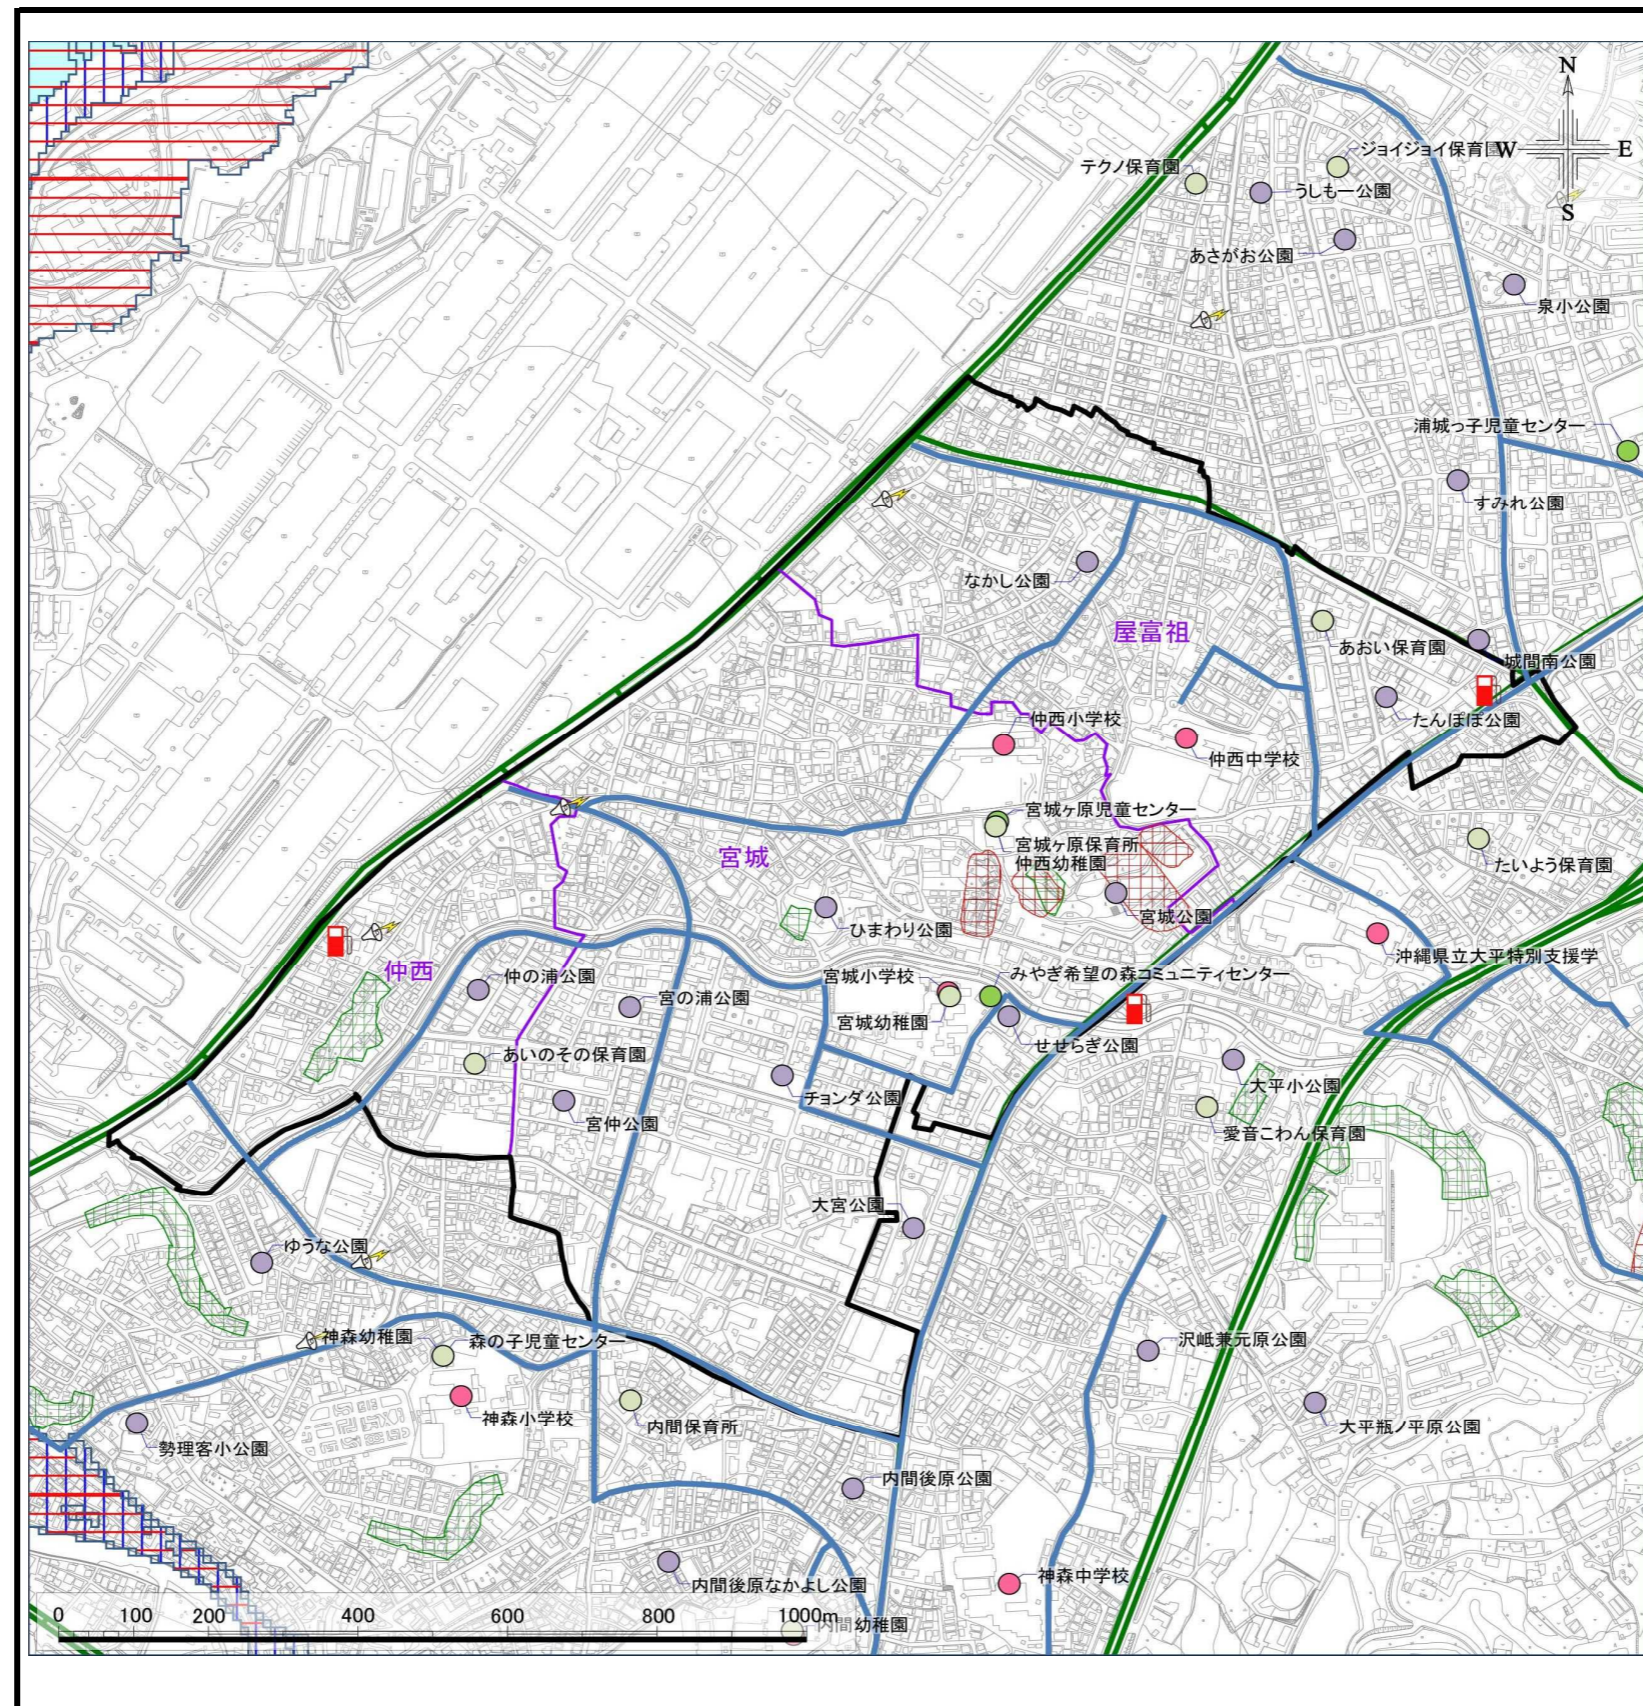 N
ジョイジョイ保育園
W
E
テクノ保育園
うしもー公園
S
あさがお公園
泉小公園
浦城っ子児童センター
すみれ公園
なかし公園
屋富祖
あおい保育園
城間南公園
たんぽぽ公園
仲西小学校
仲西中学校
宮城ヶ原児童センター
宮城ヶ原保育所
宮城
仲西幼稚園
たいよう保育園
宮城公園
ひまわり公園
沖縄県立大平特別支援学
仲西
仲の浦公園
宮城小学校
みやぎ希望の森コミュニティセンター
宮の浦公園
宮城幼稚園
せせらぎ公園
あいのその保育園
大平小公園
チョンダ公園
宮仲公園
愛音こわん保育園
大宮公園
ゆうな公園
神森幼稚園
森の子児童センター
沢岻兼元原公園
神森小学校
内間保育所
大平瓶ノ平原公園
勢理客小公園
内間後原公園
神森中学校
内間後原なかよし公園
0 100 200 400 600 800 1000m
内間幼稚園